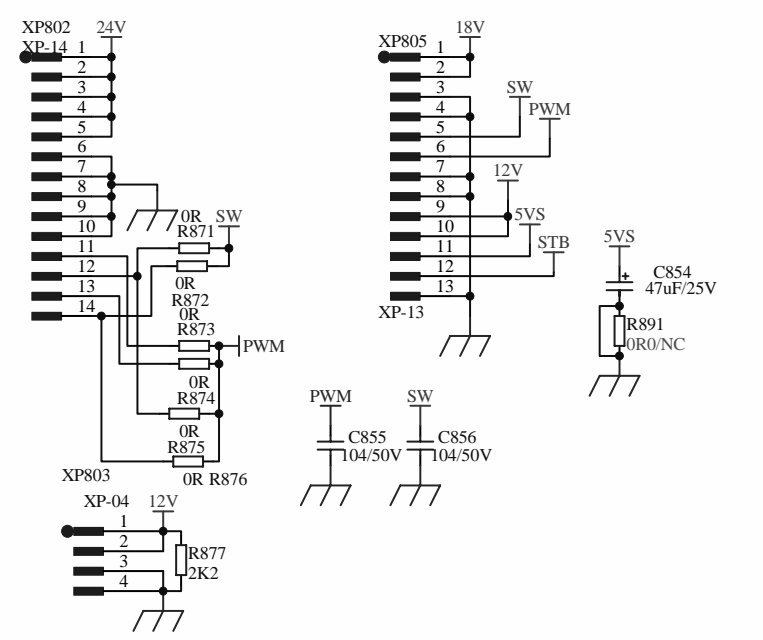 XP802
XP-14
24V
1
2
3
4
5
6
7
8
9
10
11
12
13
14
0R
R871
SW
0R
R872
0R
R873
PWM
0R
R874
0R
R875
0R R876
XP803
XP-04
12V
1
2
3
4
R877
2K2
XP805
18V
1
2
3
4
5
6
7
8
9
10
11
12
13
XP-13
SW
PWM
12V
5VS
STB
PWM
C855
104/50V
SW
C856
104/50V
5VS
+
C854
47uF/25V
R891
0R0/NC